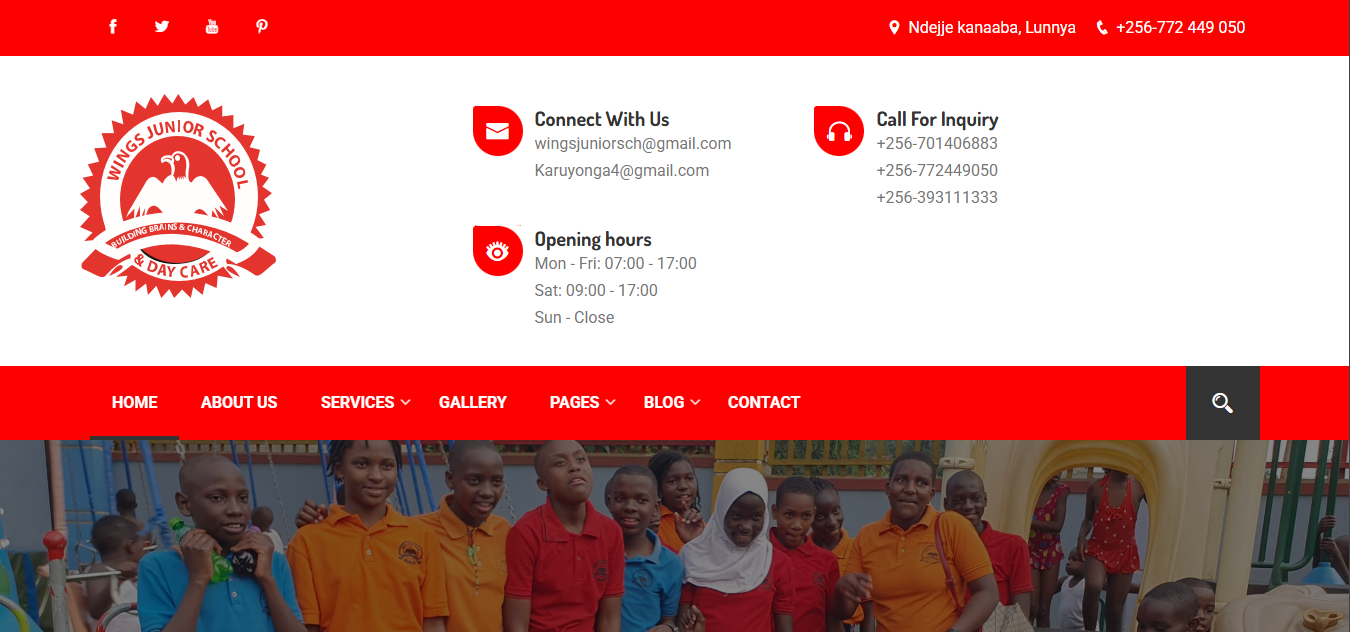 Ndejje kanaaba, Lunnya +256-772 449 050
WINGS JUNIOR SCHOOL
BUILDING BRAINS & CHARACTER
& DAY CARE
Connect With Us
wingsjuniorsch@gmail.com
Karuyonga4@gmail.com
Call For Inquiry
+256-701406883
+256-772449050
+256-393111333
Opening hours
Mon - Fri: 07:00 - 17:00
Sat: 09:00 - 17:00
Sun - Close
HOME ABOUT US SERVICES GALLERY PAGES BLOG CONTACT